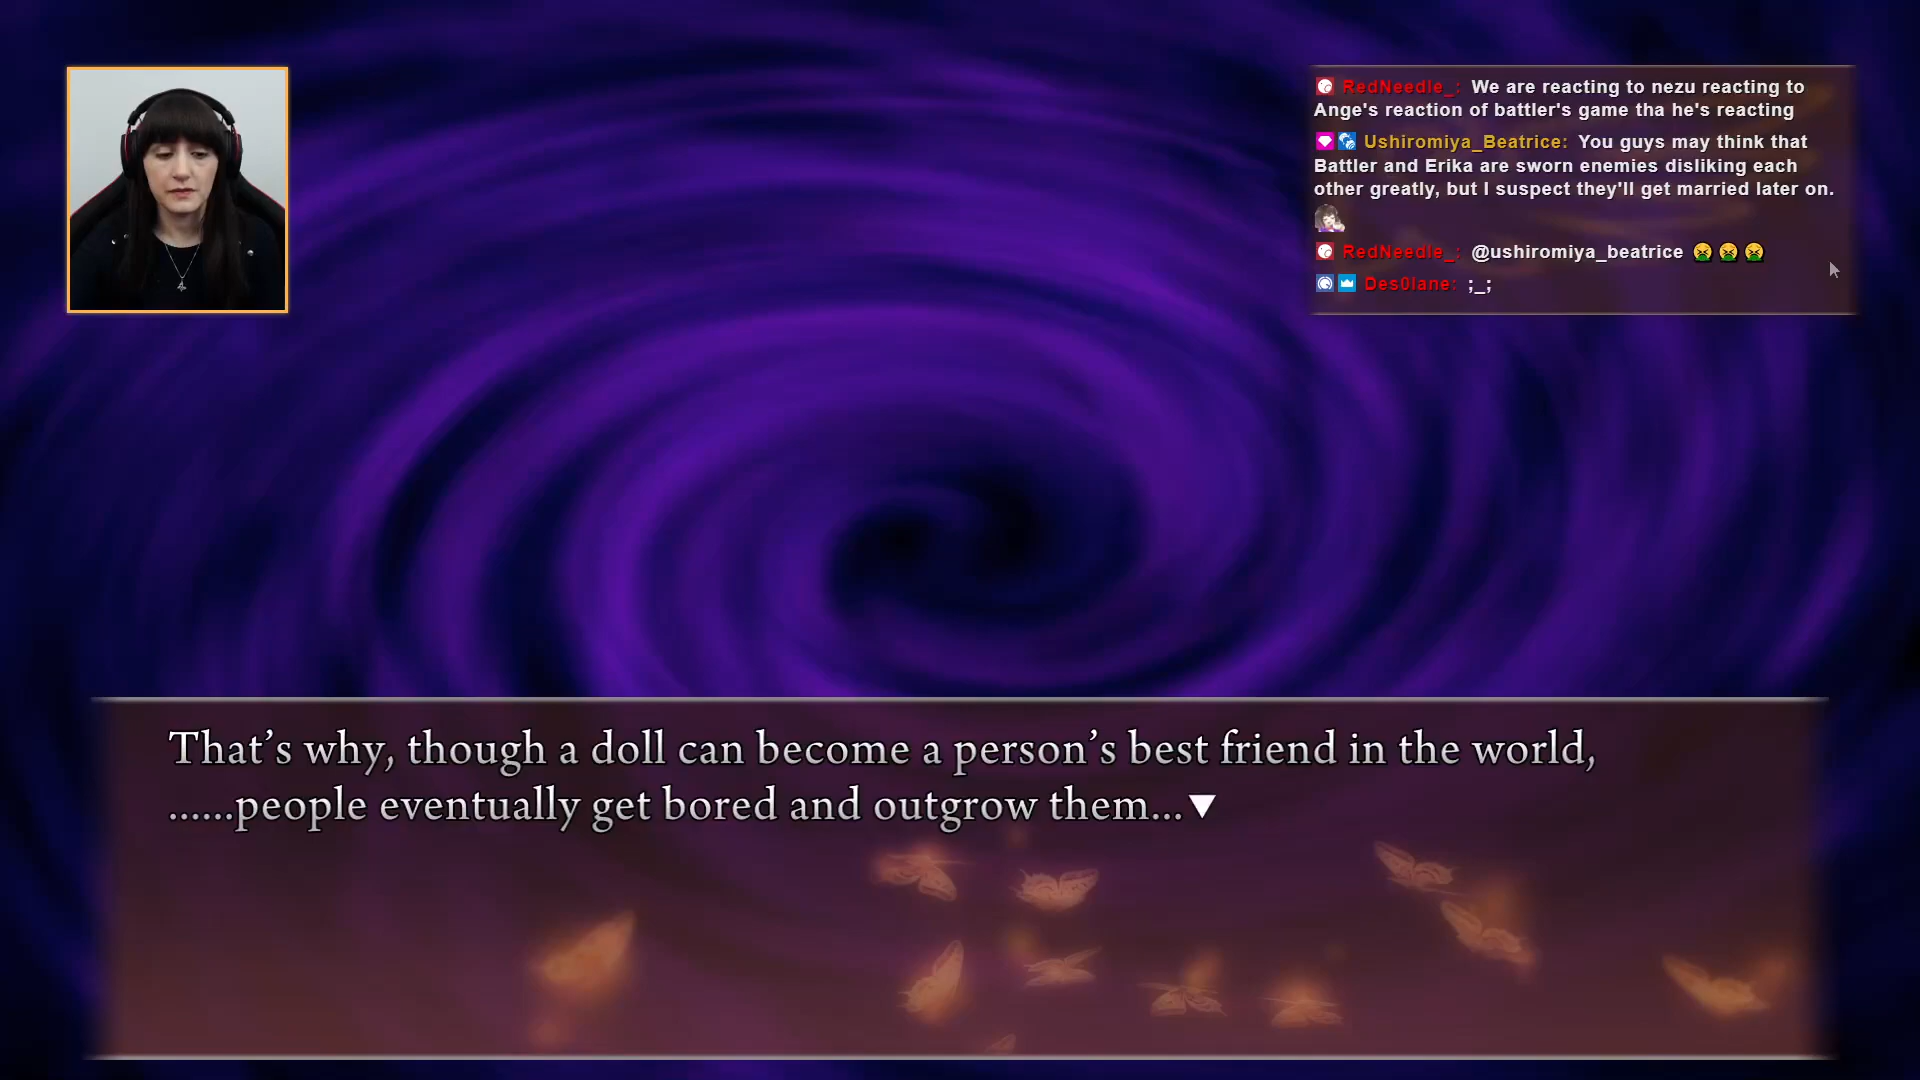 RedNeedle_: We are reacting to nezu reacting to
Ange's reaction of battler's game tha he's reacting
Ushiromiya_Beatrice: You guys may think that
Battler and Erika are sworn enemies disliking each
other greatly, but I suspect they'll get married later on.
RedNeedle_: @ushiromiya_beatrice
Des0lane: ;_;
That's why, though a doll can become a person's best friend in the world,
......people eventually get bored and outgrow them...